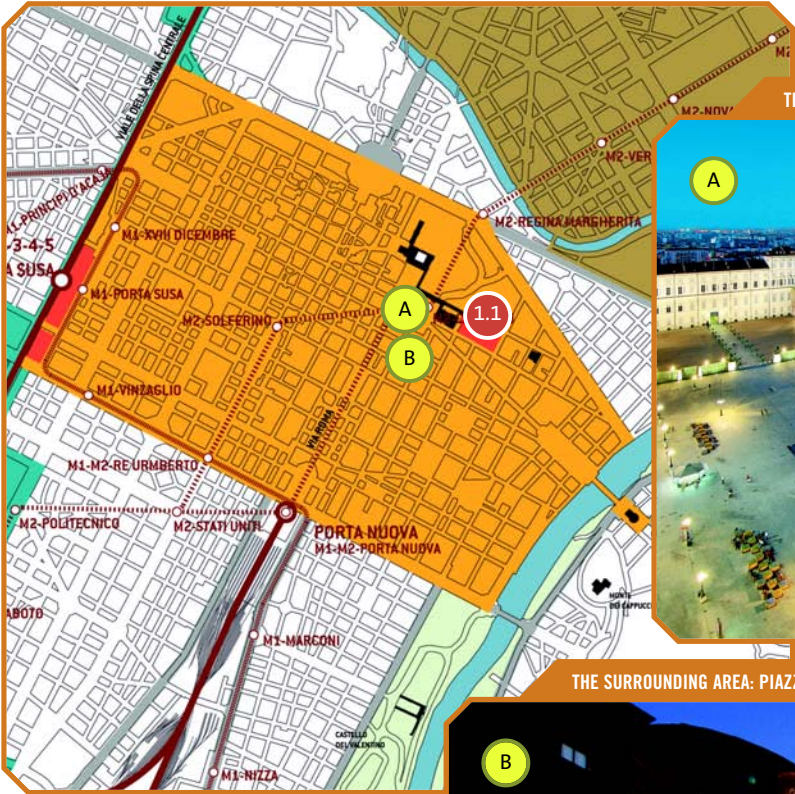 VIALE DELLA SPINA CENTRALE
M2-NOV
M2-VER
TH
A
M1-PRINCIPI D'ACAJA
M2-REGINA MARGHERITA
M1-XVIII DICEMBRE
-3-4-5
A SUSA
M1-PORTA SUSA
A
1.1
M2-SOLFERINO
B
M1-VINZAGLIO
VIA ROMA
M1-M2-RE URMBERTO
M2-POLITECNICO
M2-STATI UNITI
PORTA NUOVA
M1-M2-PORTA NUOVA
MONTE
DEI CAPPUCC
ABOTO
M1-MARCONI
THE SURROUNDING AREA: PIAZZ
CASTELLO
DEL VALENTINO
B
M1-NIZZA